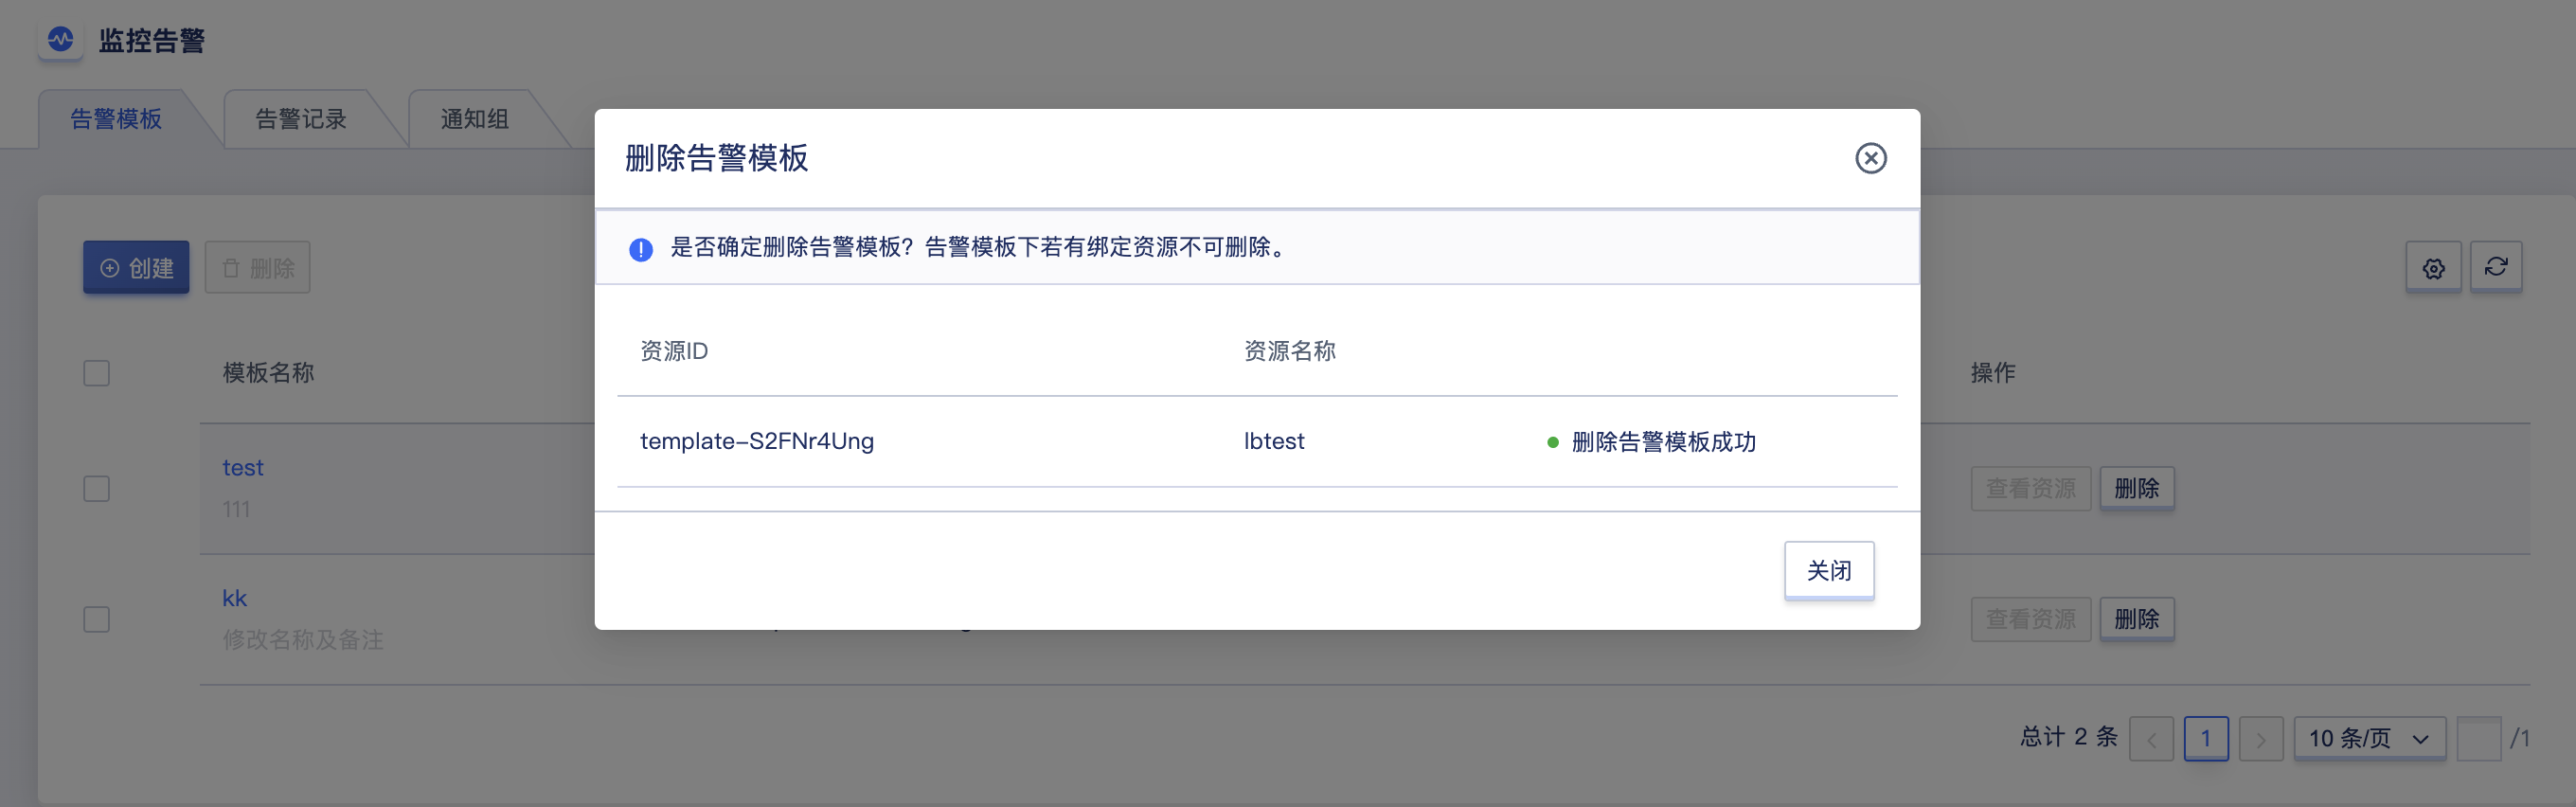 监控告警
告警模板 告警记录 通知组
删除告警模板
是否确定删除告警模板？告警模板下若有绑定资源不可删除。
创建 删除
资源ID 资源名称
模板名称 操作
template-S2FNr4Ung lbtest 删除告警模板成功
test
111
查看资源 删除
关闭
kk
修改名称及备注
查看资源 删除
总计 2 条 1 10 条/页 /1